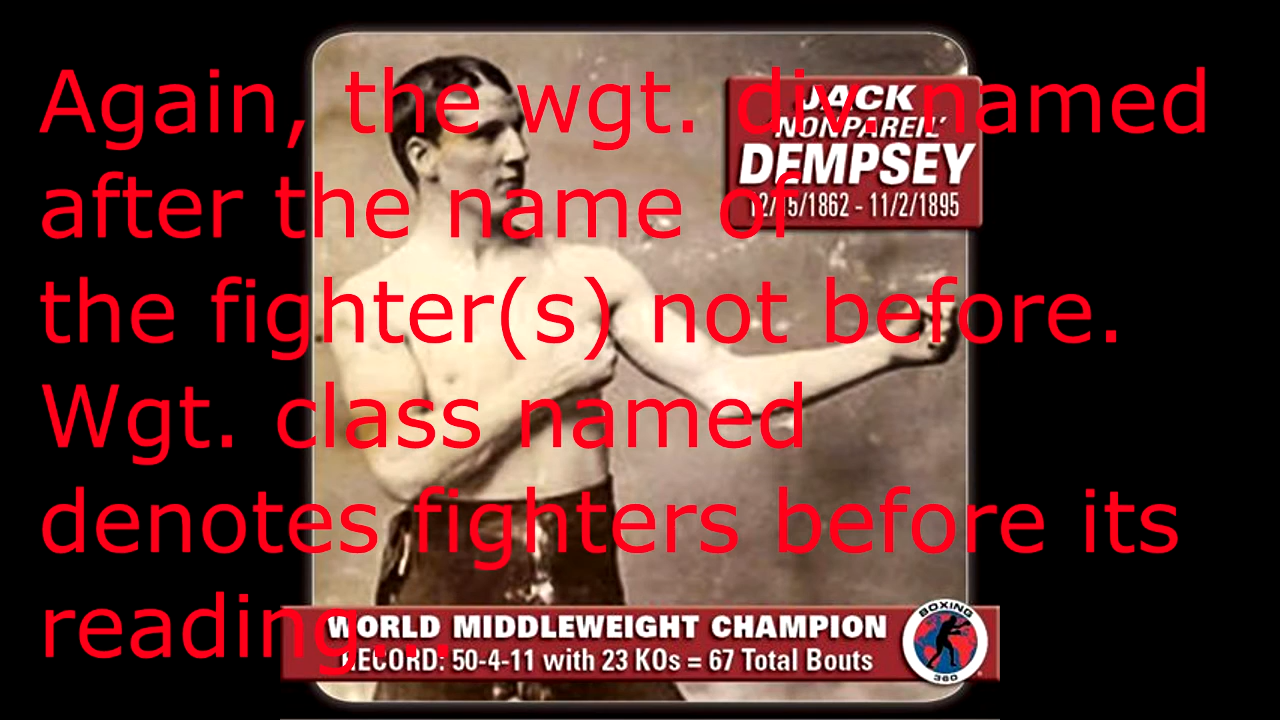 Again, the wgt. div. named
after the name of
the fighter(s) not before.
Wgt. class named
denotes fighters before its
reading....
JACK
'NONPAREIL'
DEMPSEY
12/15/1862 - 11/2/1895
WORLD MIDDLEWEIGHT CHAMPION
RECORD: 50-4-11 with 23 KOs = 67 Total Bouts
BOXING
360